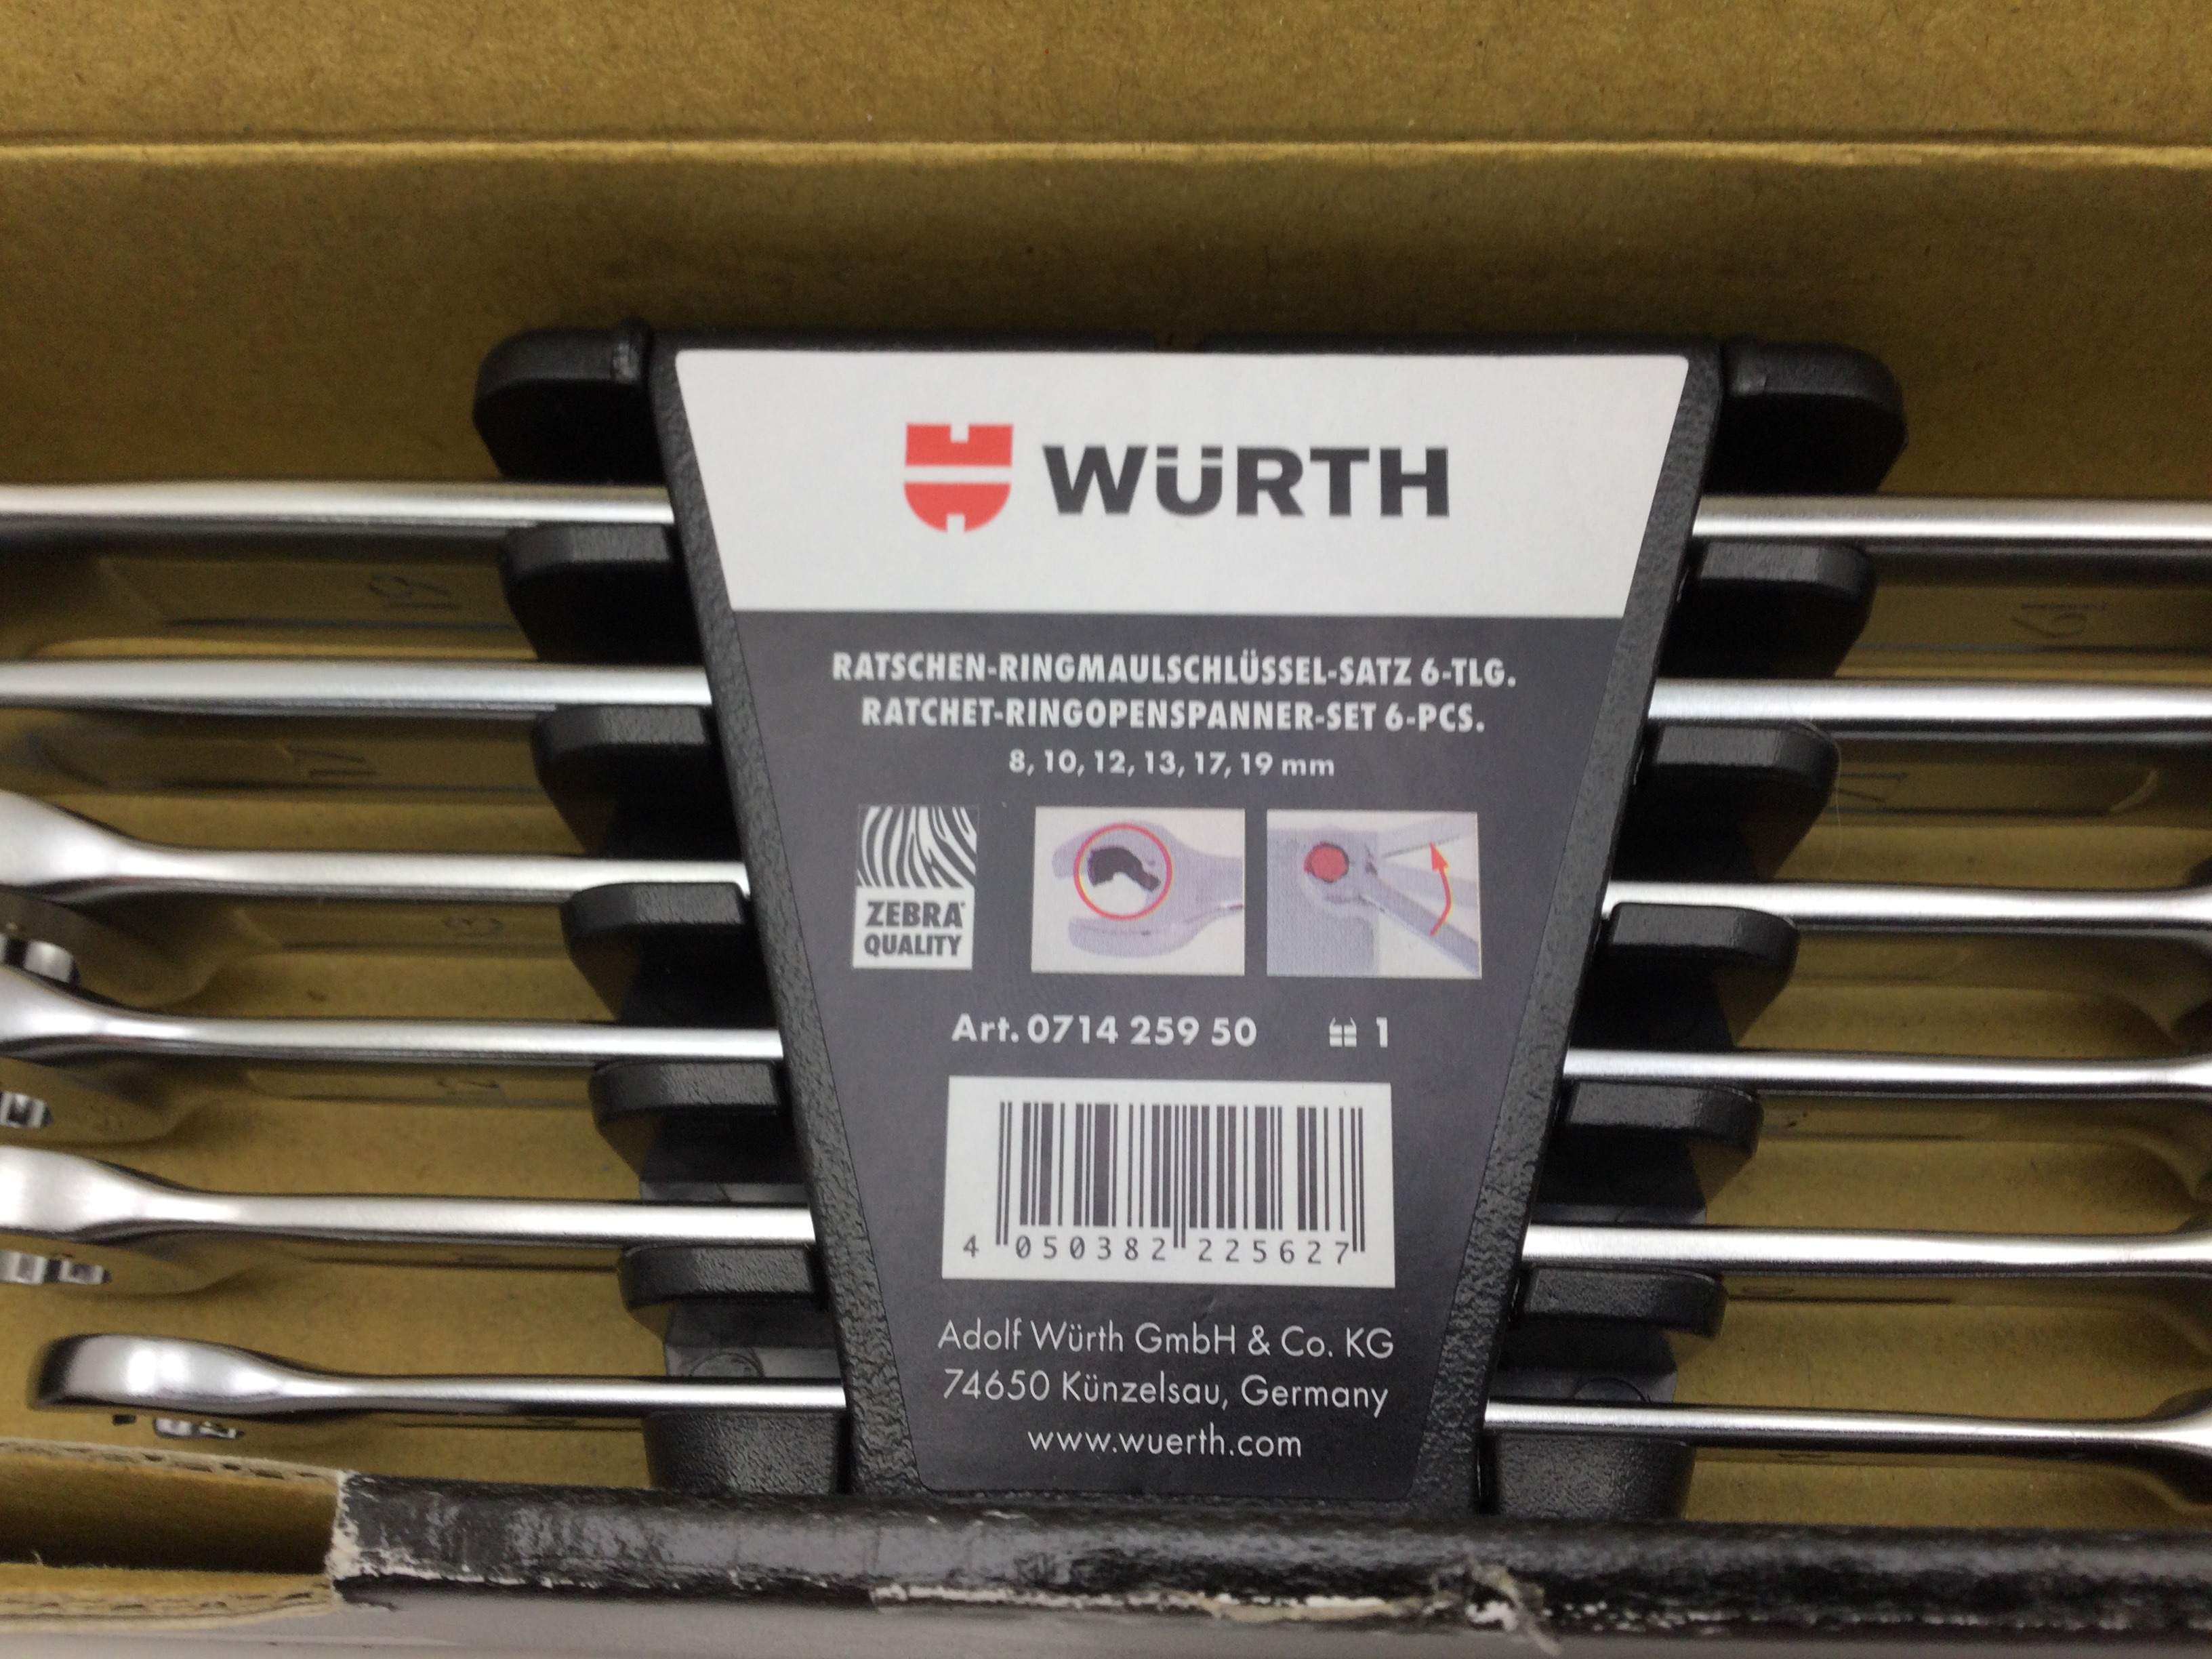 WÜRTH
RATSCHEN-RINGMAULSCHLÜSSEL-SATZ 6-TLG.
RATCHET-RINGOPENSPANNER-SET 6-PCS.
8, 10, 12, 13, 17, 19 mm
ZEBRA
QUALITY
Art. 0714 259 50 1
4 050382 225627
Adolf Würth GmbH & Co. KG
74650 Künzelsau, Germany
www.wuerth.com